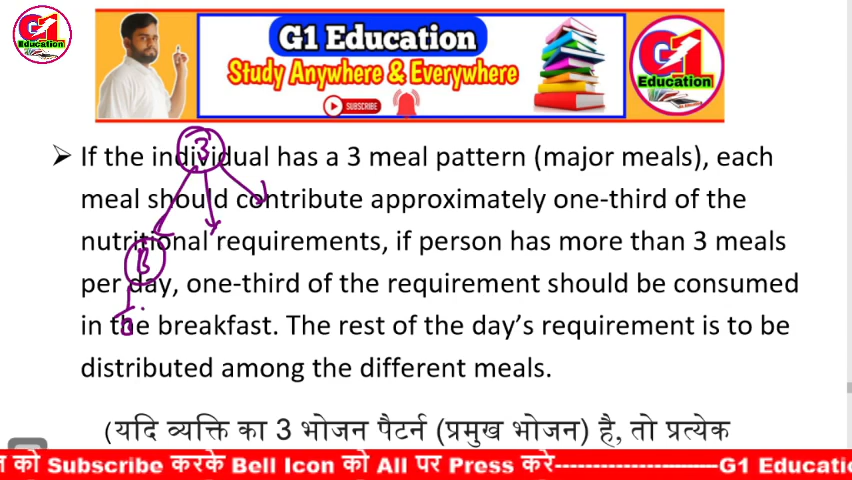 G1
Education
G1 Education
Study Anywhere & Everywhere
SUBSCRIBE
G1
Education
3
➢ If the individual has a 3 meal pattern (major meals), each
meal should contribute approximately one-third of the
nutritional requirements, if person has more than 3 meals
per day, one-third of the requirement should be consumed
in the breakfast. The rest of the day's requirement is to be
distributed among the different meals.
(यदि व्यक्ति का 3 भोजन पैटर्न (प्रमुख भोजन) है, तो प्रत्येक
को Subscribe करके Bell Icon को All पर Press करे-----------------------G1 Educatio